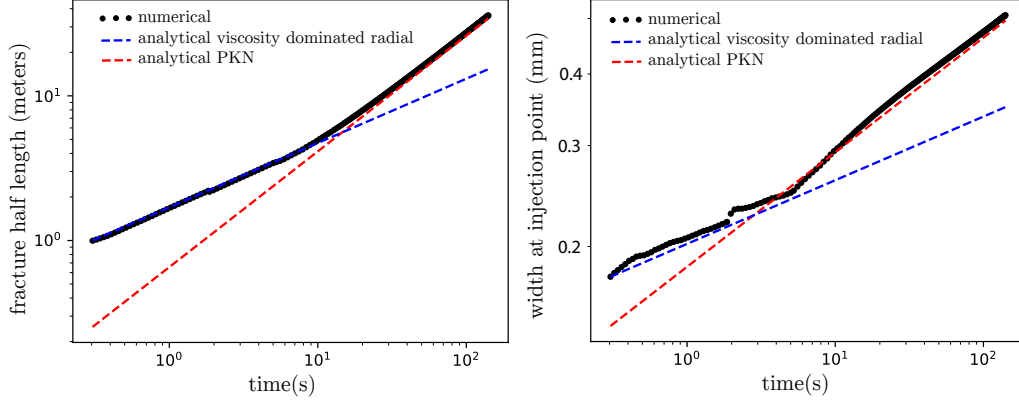 numerical
analytical viscosity dominated radial
analytical PKN
fracture half length (meters)
10^1
10^0
10^0
10^1
10^2
time(s)
numerical
analytical viscosity dominated radial
analytical PKN
width at injection point (mm)
0.4
0.3
0.2
10^0
10^1
10^2
time(s)